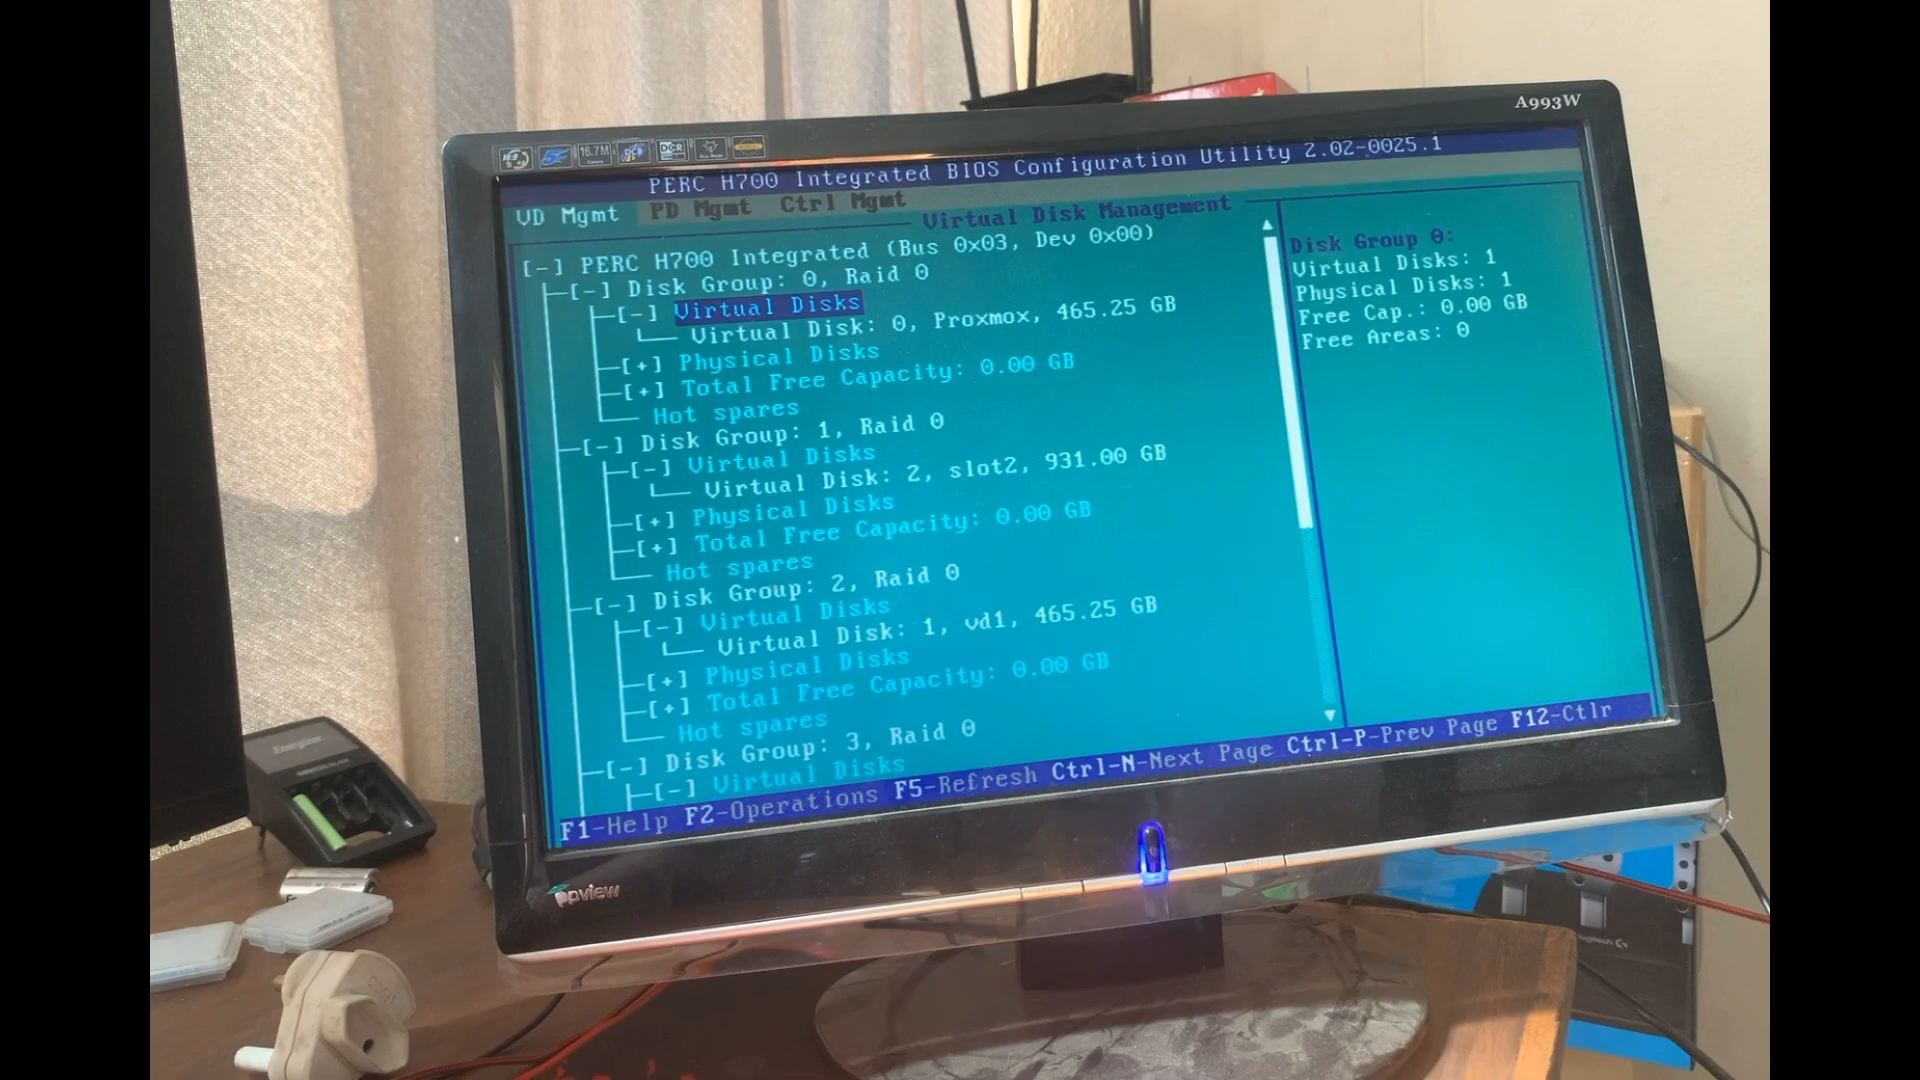 A993W
16.7M
DCR
DCR
PERC H700 Integrated BIOS Configuration Utility 2.02-0025.1
VD Mgmt PD Mgmt Ctrl Mgmt
Virtual Disk Management
[-] PERC H700 Integrated (Bus 0x03, Dev 0x00)
[-] Disk Group: 0, Raid 0
[-] Virtual Disks
Virtual Disk: 0, Proxmox, 465.25 GB
[+] Physical Disks
[+] Total Free Capacity: 0.00 GB
Hot spares
[-] Disk Group: 1, Raid 0
[-] Virtual Disks
Virtual Disk: 2, slot2, 931.00 GB
[+] Physical Disks
[+] Total Free Capacity: 0.00 GB
Hot spares
[-] Disk Group: 2, Raid 0
[-] Virtual Disks
Virtual Disk: 1, vd1, 465.25 GB
[+] Physical Disks
[+] Total Free Capacity: 0.00 GB
Hot spares
[-] Disk Group: 3, Raid 0
[-] Virtual Disks
Disk Group 0:
Virtual Disks: 1
Physical Disks: 1
Free Cap.: 0.00 GB
Free Areas: 0
F1-Help F2-Operations F5-Refresh Ctrl-N-Next Page Ctrl-P-Prev Page F12-Ctlr
Energizer
logitech G